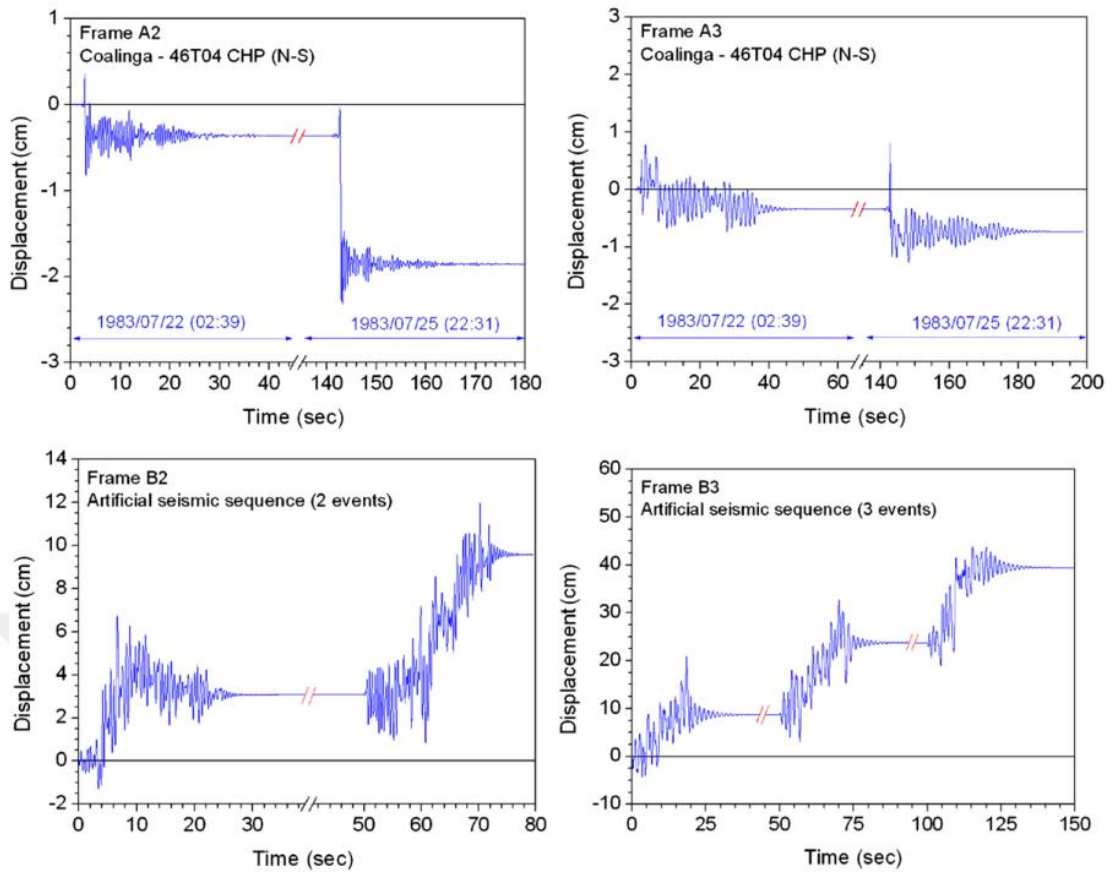 Frame A2
Coalinga - 46T04 CHP (N-S)
1
0
-1
-2
-3
Displacement (cm)
1983/07/22 (02:39)
1983/07/25 (22:31)
0 10 20 30 40 140 150 160 170 180
Time (sec)
Frame A3
Coalinga - 46T04 CHP (N-S)
3
2
1
0
-1
-2
-3
Displacement (cm)
1983/07/22 (02:39)
1983/07/25 (22:31)
0 20 40 60 140 160 180 200
Time (sec)
Frame B2
Artificial seismic sequence (2 events)
14
12
10
8
6
4
2
0
-2
Displacement (cm)
0 10 20 30 40 50 60 70 80
Time (sec)
Frame B3
Artificial seismic sequence (3 events)
60
50
40
30
20
10
0
-10
Displacement (cm)
0 25 50 75 100 125 150
Time (sec)